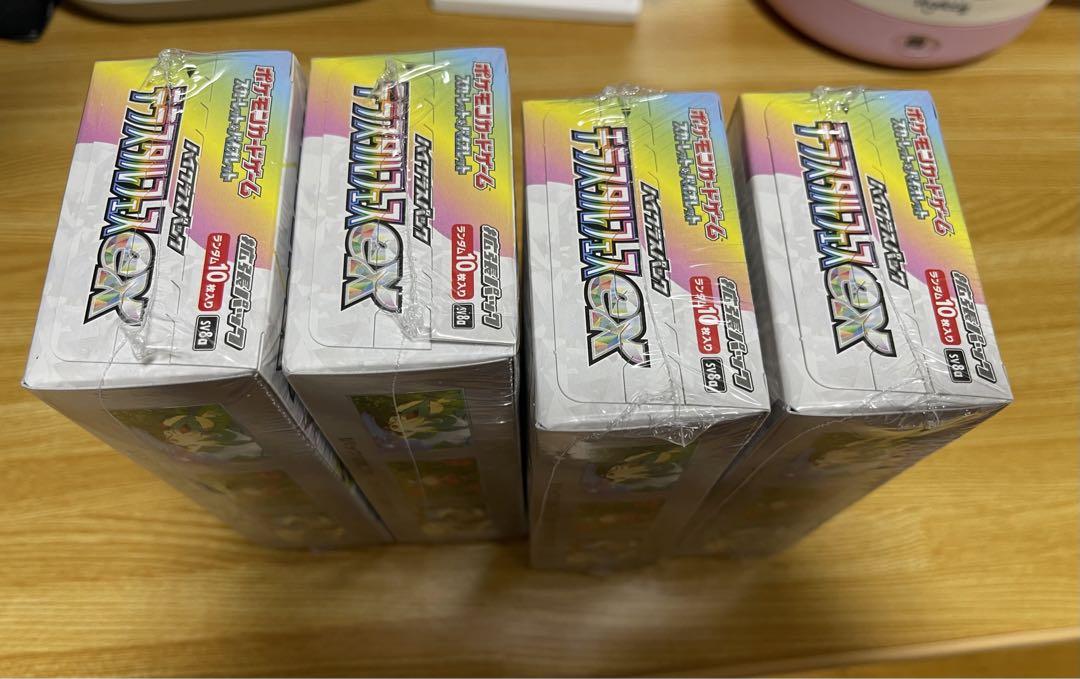 ポケモンカードゲーム
スカーレット&バイオレット
ハイクラスパック
テラスタルフェスex
拡張パック
ランダム10枚入り
sv8a
ポケモンカードゲーム
スカーレット&バイオレット
ハイクラスパック
テラスタルフェスex
拡張パック
ランダム10枚入り
sv8a
ポケモンカードゲーム
スカーレット&バイオレット
ハイクラスパック
テラスタルフェスex
拡張パック
ランダム10枚入り
sv8a
ポケモンカードゲーム
スカーレット&バイオレット
ハイクラスパック
テラスタルフェスex
拡張パック
ランダム10枚入り
sv8a